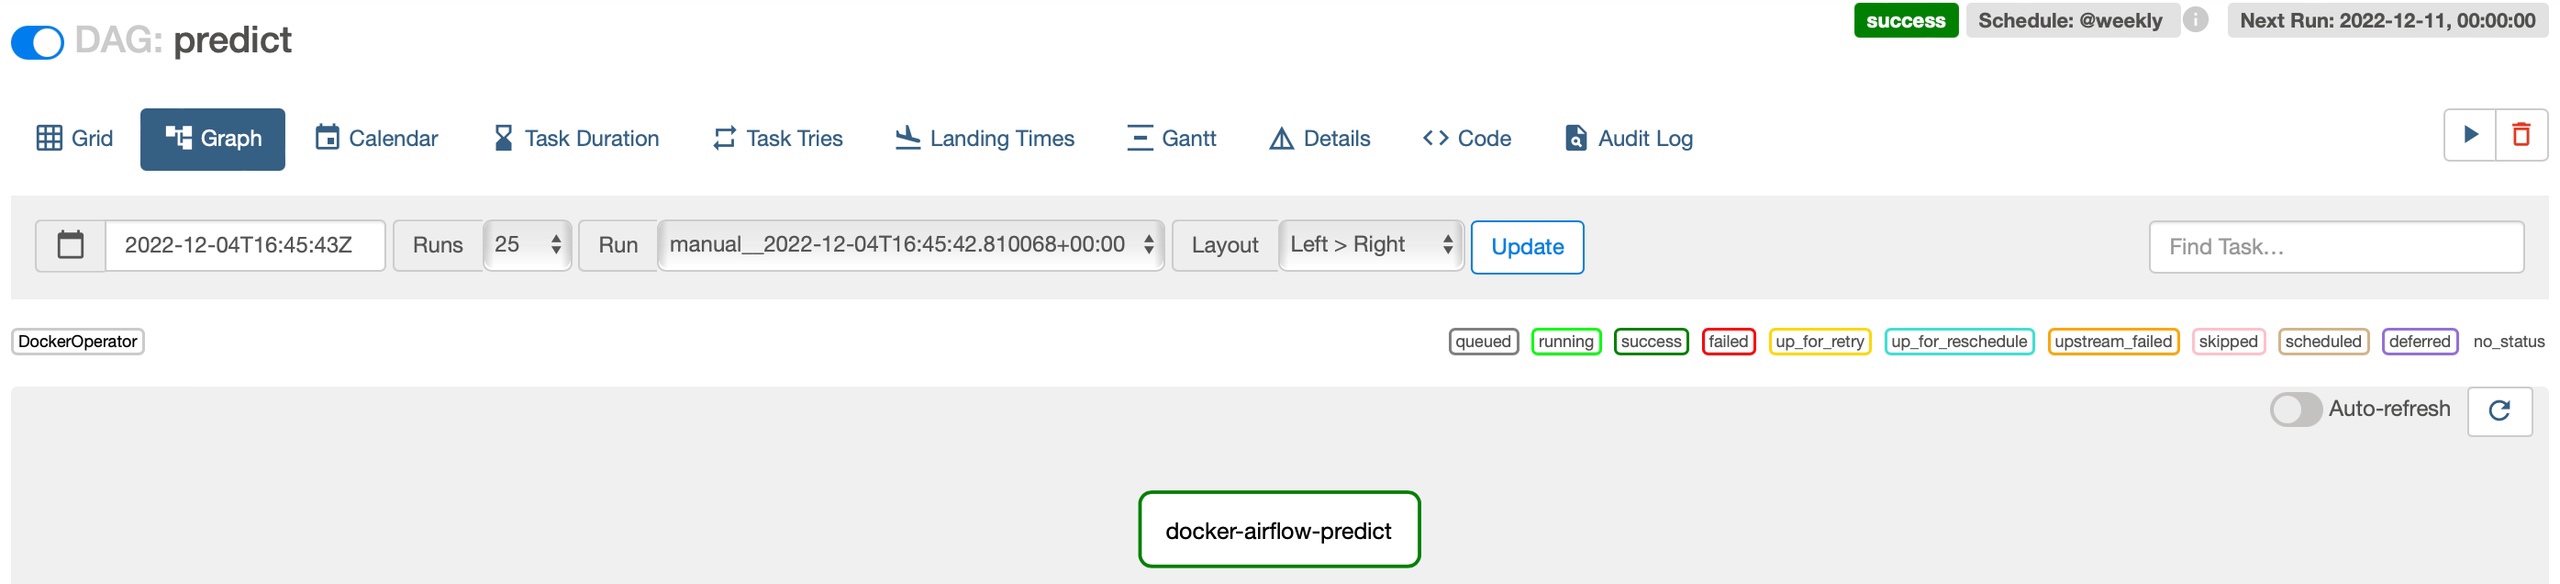 DAG: predict
success Schedule: @weekly Next Run: 2022-12-11, 00:00:00
Grid Graph Calendar Task Duration Task Tries Landing Times Gantt Details Code Audit Log
2022-12-04T16:45:43Z Runs 25 Run manual__2022-12-04T16:45:42.810068+00:00 Layout Left > Right Update Find Task...
DockerOperator queued running success failed up_for_retry up_for_reschedule upstream_failed skipped scheduled deferred no_status
Auto-refresh
docker-airflow-predict